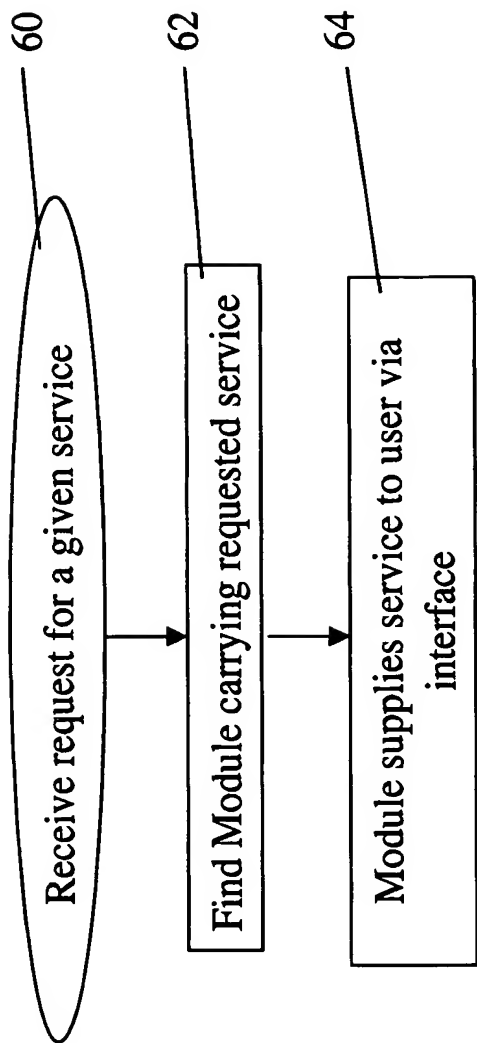 Receive request for a given service
60
Find Module carrying requested service
62
Module supplies service to user via
interface
64